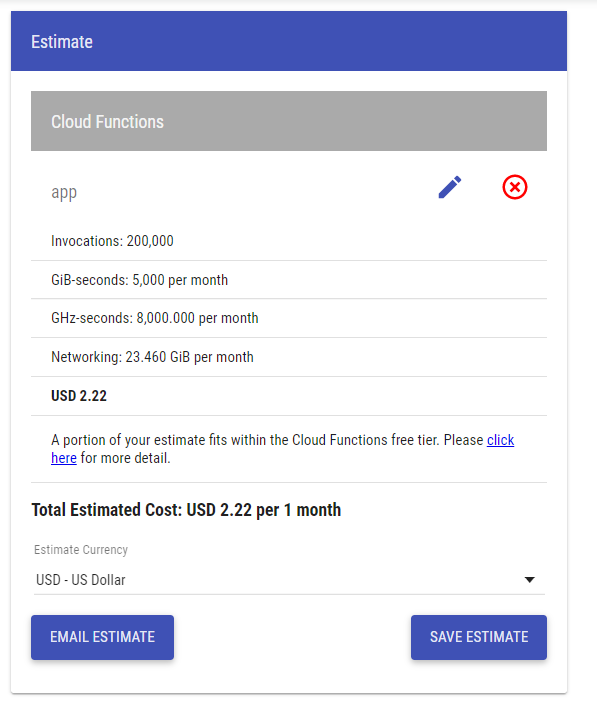 Estimate
Cloud Functions
app
Invocations: 200,000
GiB-seconds: 5,000 per month
GHz-seconds: 8,000.000 per month
Networking: 23.460 GiB per month
USD 2.22
A portion of your estimate fits within the Cloud Functions free tier. Please click
here for more detail.
Total Estimated Cost: USD 2.22 per 1 month
Estimate Currency
USD - US Dollar
EMAIL ESTIMATE SAVE ESTIMATE